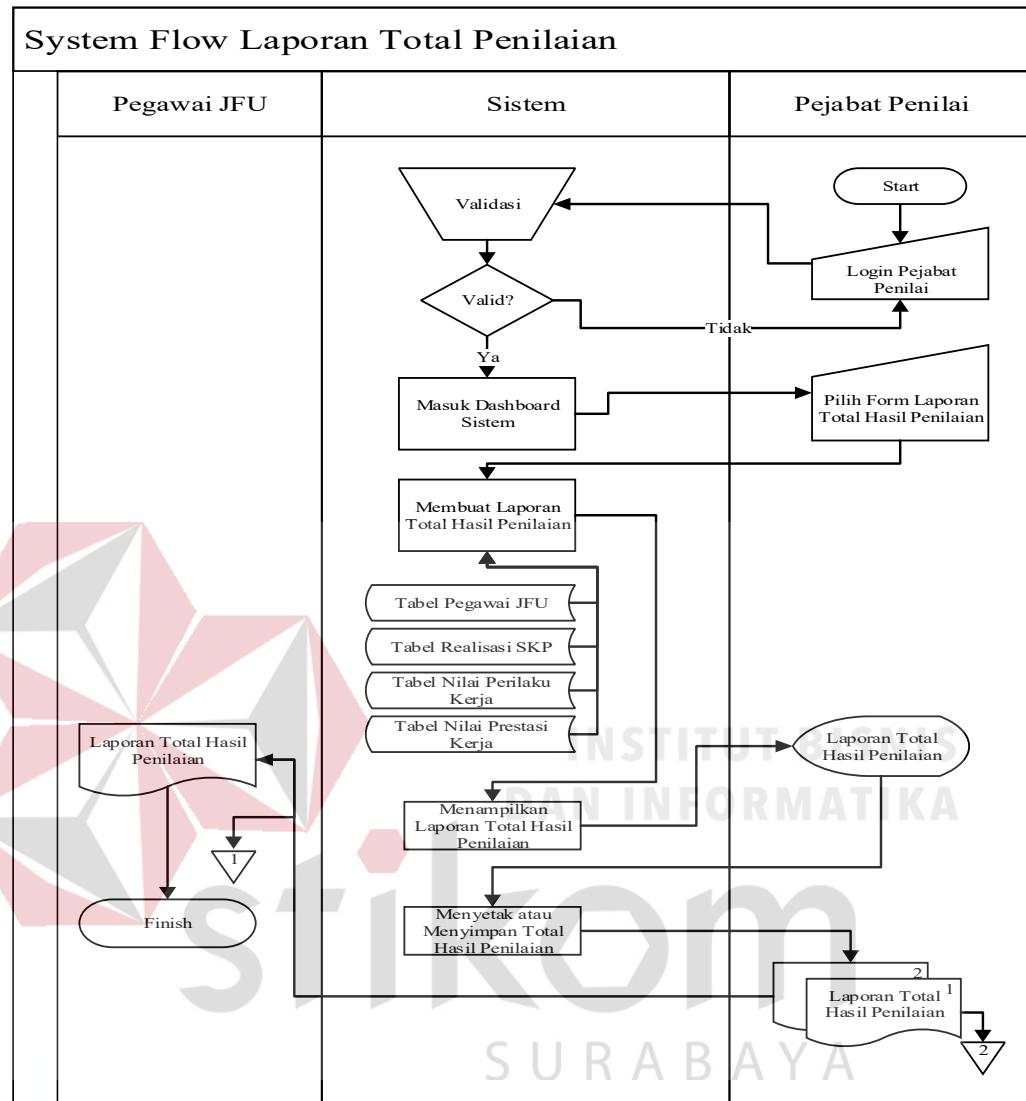 System Flow Laporan Total Penilaian
Pegawai JFU
Sistem
Pejabat Penilai
Validasi
Start
Login Pejabat
Penilai
Valid?
Tidak
Ya
Masuk Dashboard
Sistem
Pilih Form Laporan
Total Hasil Penilaian
Membuat Laporan
Total Hasil Penilaian
Tabel Pegawai JFU
Tabel Realisasi SKP
Tabel Nilai Perilaku
Kerja
Tabel Nilai Prestasi
Kerja
Laporan Total Hasil
Penilaian
Laporan Total
Hasil Penilaian
INSTITUT BISNIS
DAN INFORMATIKA
Menampilkan
Laporan Total Hasil
Penilaian
1
stikom
Finish
Menyetak atau
Menyimpan Total
Hasil Penilaian
2
1
Laporan Total
Hasil Penilaian
2
SURABAYA